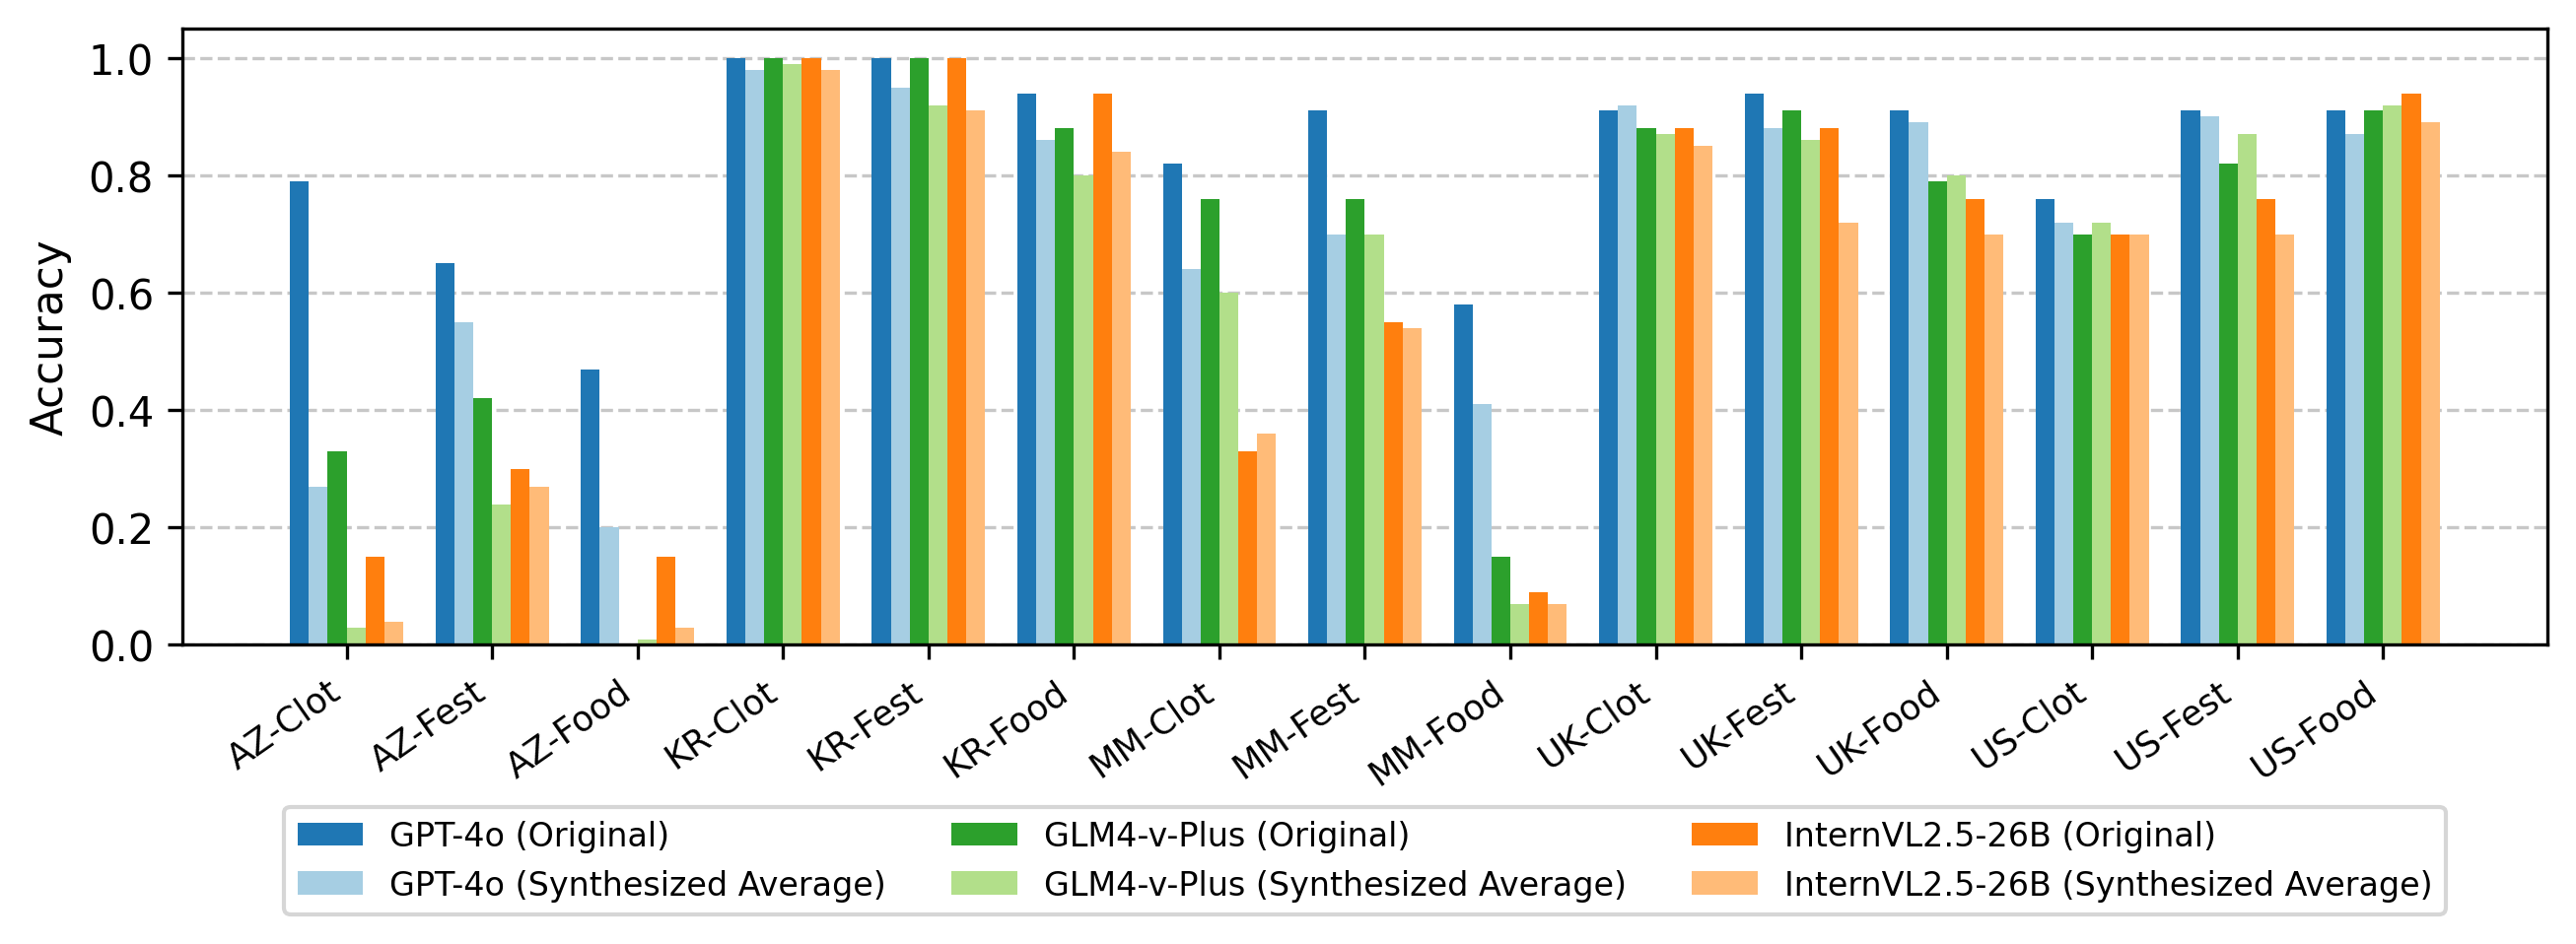 Accuracy
1.0
0.8
0.6
0.4
0.2
0.0
AZ-Clot
AZ-Fest
AZ-Food
KR-Clot
KR-Fest
KR-Food
MM-Clot
MM-Fest
MM-Food
UK-Clot
UK-Fest
UK-Food
US-Clot
US-Fest
US-Food
GPT-4o (Original)
GPT-4o (Synthesized Average)
GLM4-v-Plus (Original)
GLM4-v-Plus (Synthesized Average)
InternVL2.5-26B (Original)
InternVL2.5-26B (Synthesized Average)